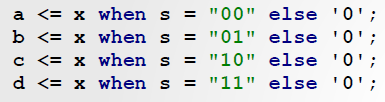 a <= x when s = "00" else '0';
b <= x when s = "01" else '0';
c <= x when s = "10" else '0';
d <= x when s = "11" else '0';